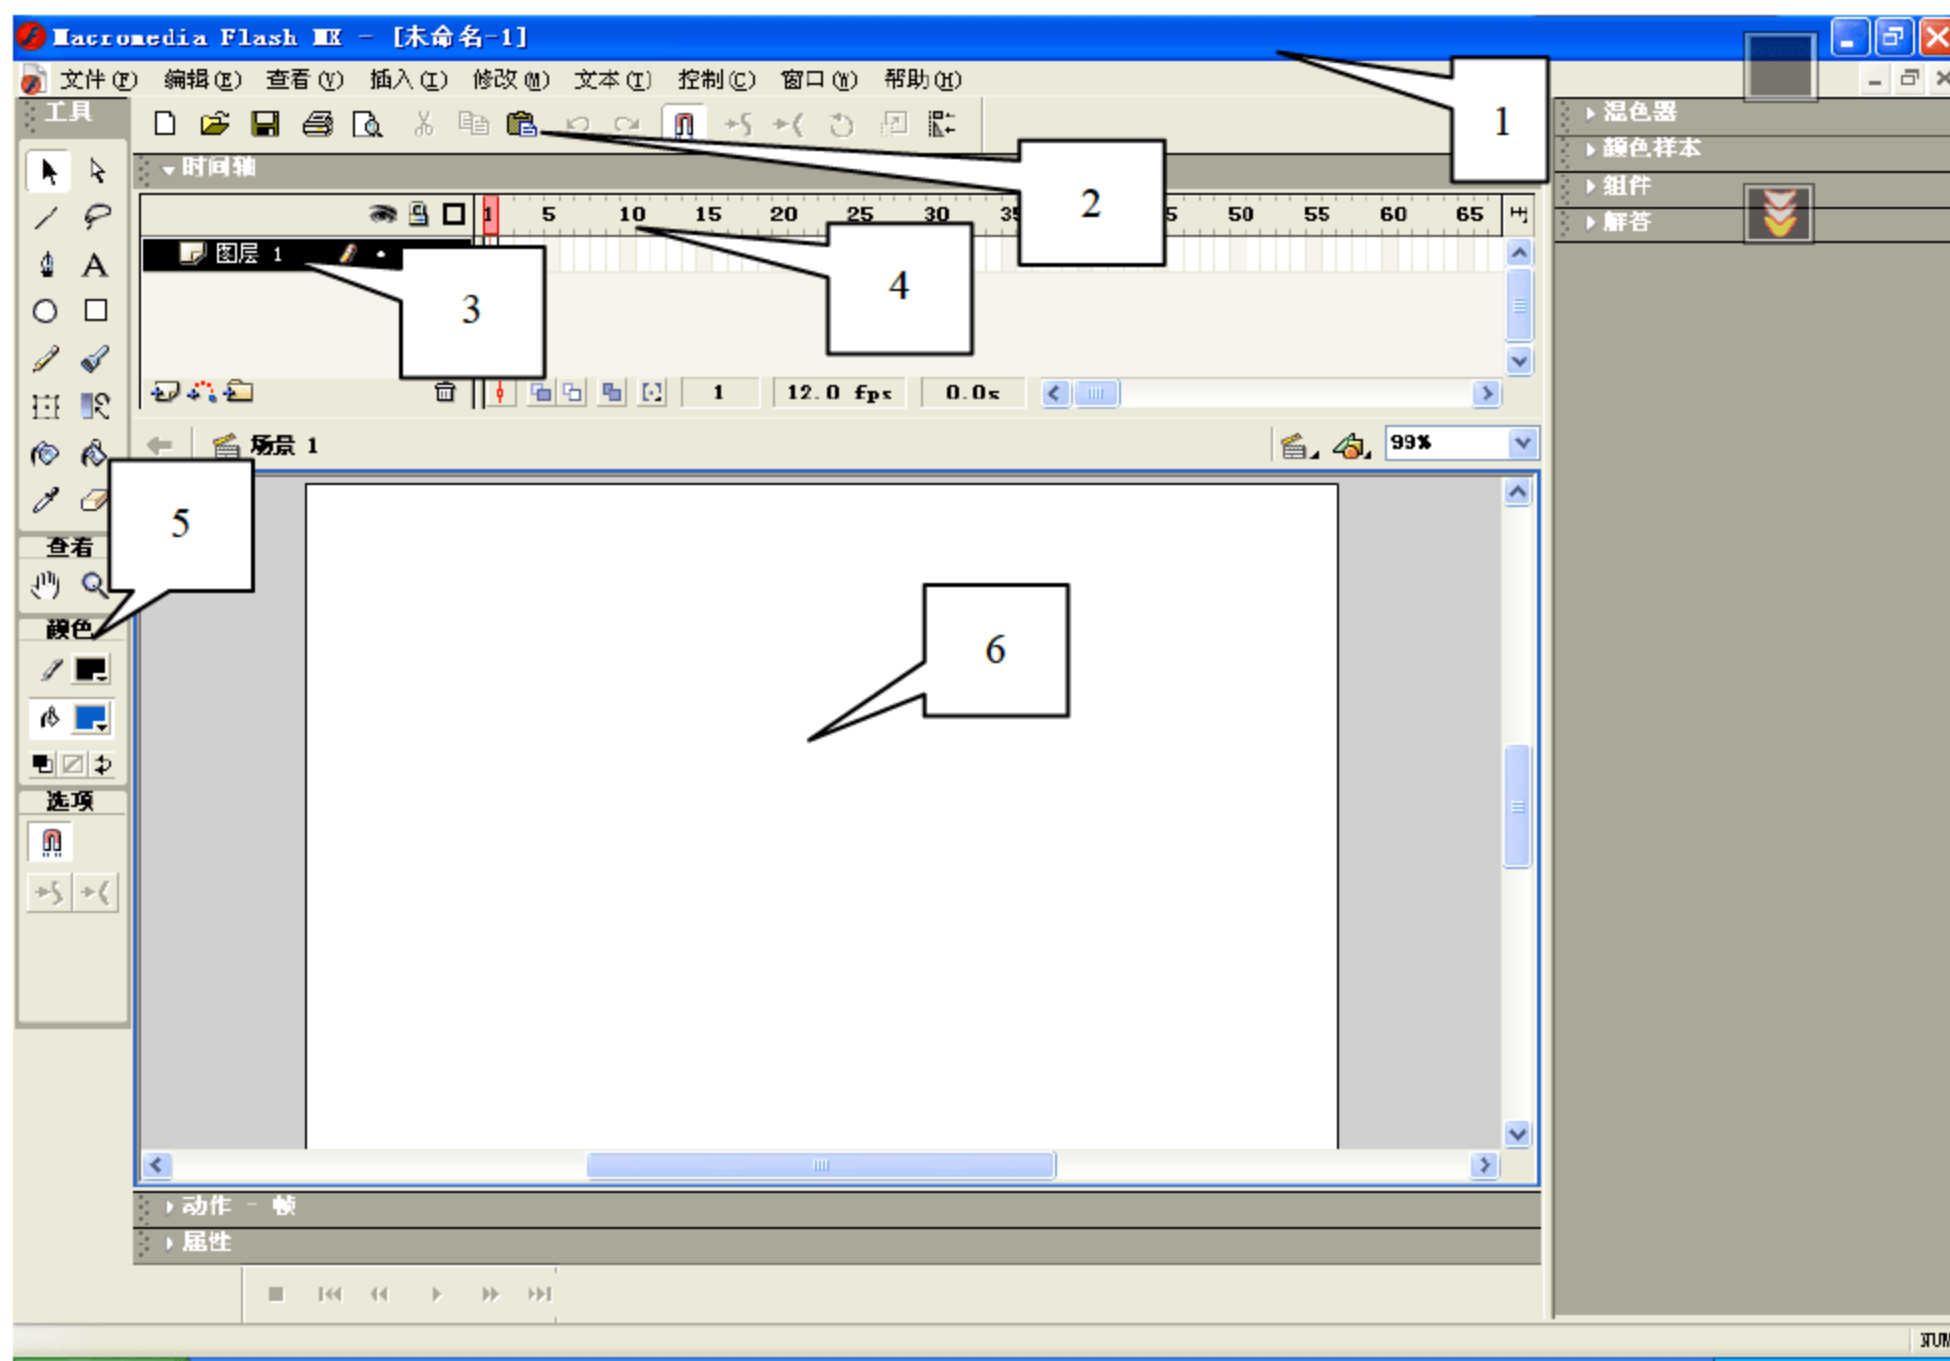 Macromedia Flash MX - [未命名-1]
文件(F) 编辑(E) 查看(V) 插入(I) 修改(M) 文本(T) 控制(C) 窗口(W) 帮助(H)
工具
1
混色器
颜色样本
组件
解答
时间轴
2
1 5 10 15 20 25 30 50 55 60 65
图层 1
3
4
1 12.0 fps 0.0s
场景 1
99%
5
查看
颜色
6
选项
动作 - 帧
属性